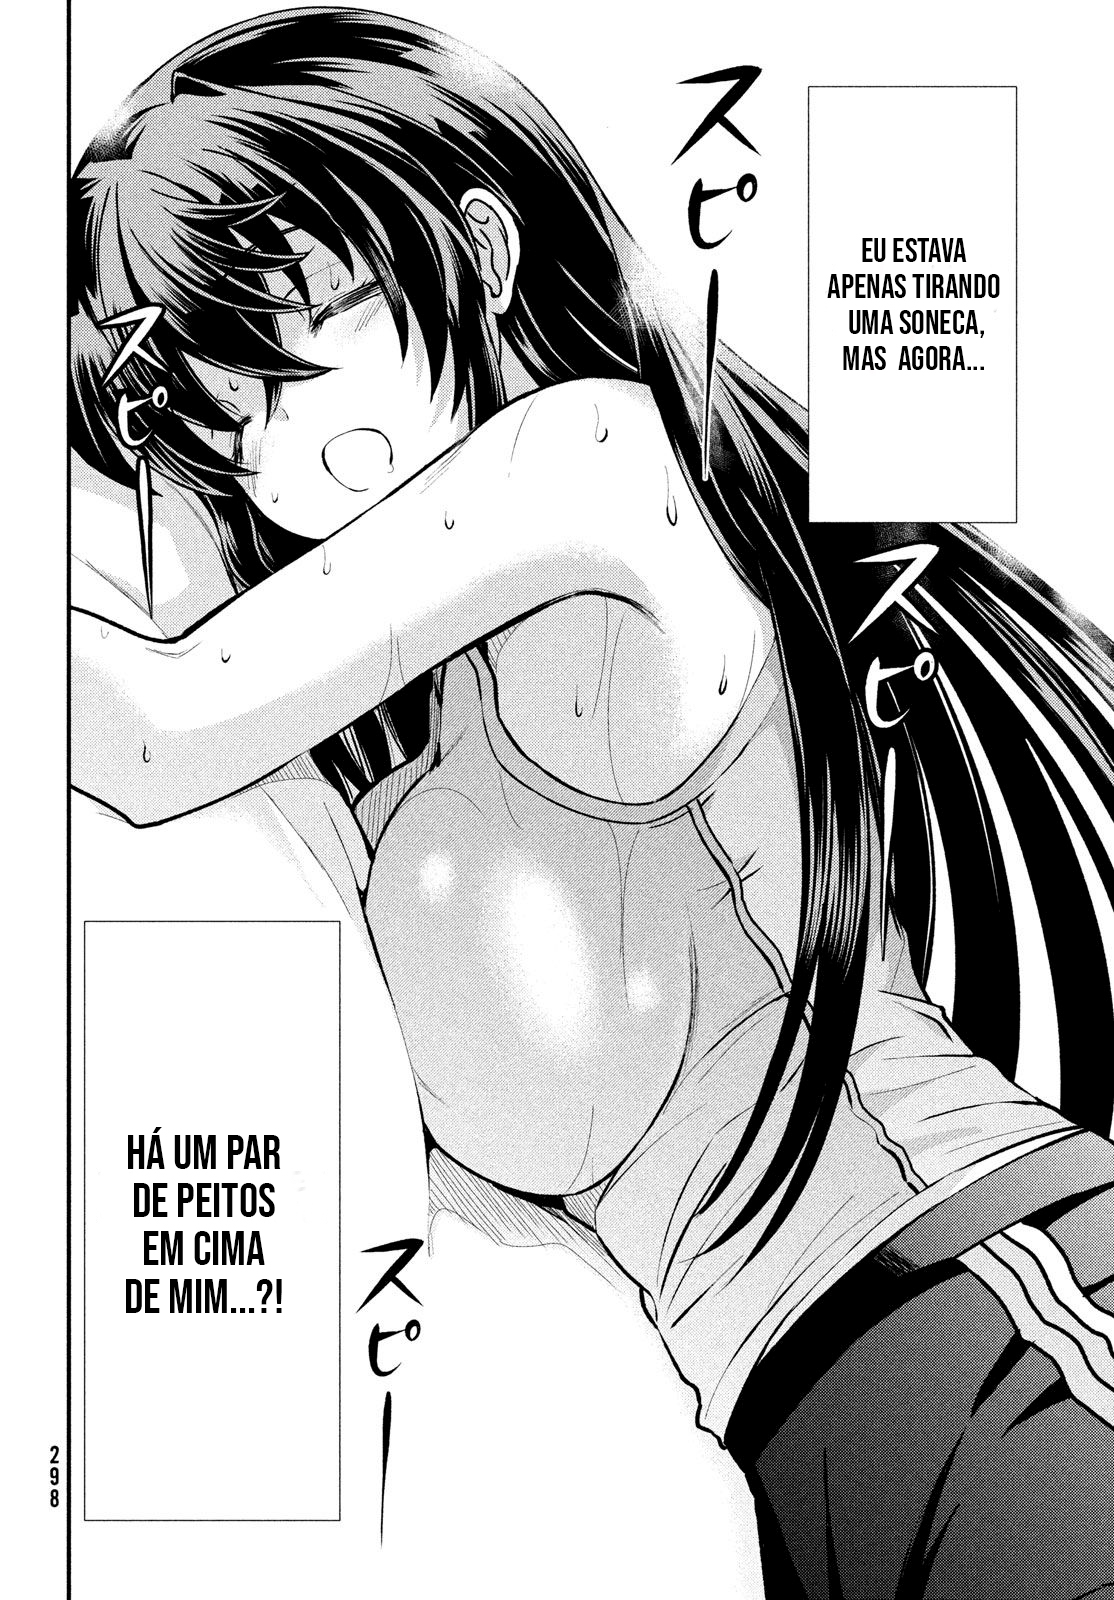 スピー
EU ESTAVA
APENAS TIRANDO
UMA SONECA,
MAS AGORA...
スピー
スピー
HÁ UM PAR
DE PEITOS
EM CIMA
DE MIM...?!
スピー
298